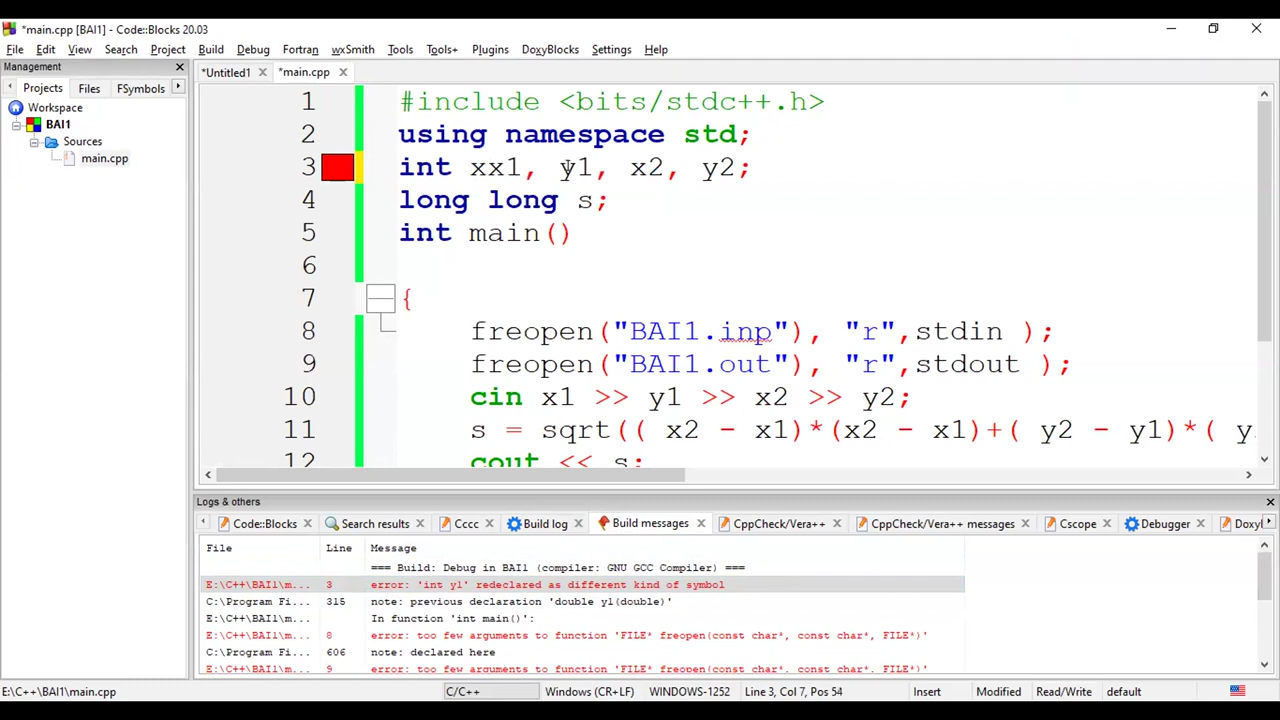 *main.cpp [BAI1] - Code::Blocks 20.03
File Edit View Search Project Build Debug Fortran wxSmith Tools Tools+ Plugins DoxyBlocks Settings Help
Management
*Untitled1 *main.cpp
Projects Files FSymbols
Workspace
BAI1
Sources
main.cpp
1 #include <bits/stdc++.h>
2 using namespace std;
3 int xx1, y1, x2, y2;
4 long long s;
5 int main()
6
7 {
8 freopen("BAI1.inp"), "r",stdin );
9 freopen("BAI1.out"), "r",stdout );
10 cin x1 >> y1 >> x2 >> y2;
11 s = sqrt(( x2 - x1)*(x2 - x1)+( y2 - y1)*( y
12 cout << s;
Logs & others
Code::Blocks Search results Cccc Build log Build messages CppCheck/Vera++ CppCheck/Vera++ messages Cscope Debugger Doxyl
File Line Message
=== Build: Debug in BAI1 (compiler: GNU GCC Compiler) ===
E:\C++\BAI1\m... 3 error: 'int y1' redeclared as different kind of symbol
C:\Program Fi... 315 note: previous declaration 'double y1(double)'
E:\C++\BAI1\m... In function 'int main()':
E:\C++\BAI1\m... 8 error: too few arguments to function 'FILE* freopen(const char*, const char*, FILE*)'
C:\Program Fi... 606 note: declared here
E:\C++\BAI1\m... 9 error: too few arguments to function 'FILE* freopen(const char*, const char*, FILE*)'
E:\C++\BAI1\main.cpp C/C++ Windows (CR+LF) WINDOWS-1252 Line 3, Col 7, Pos 54 Insert Modified Read/Write default